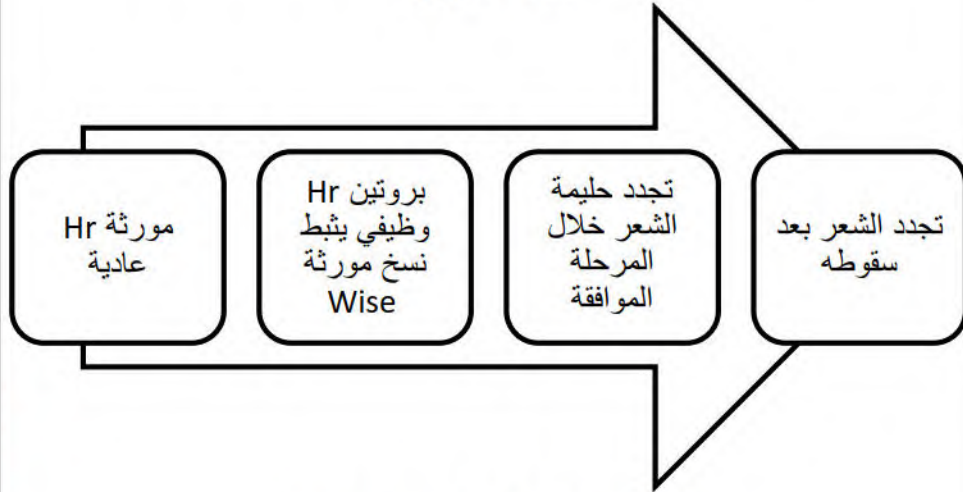 مورثة Hr
عادية
بروتين Hr
وظيفي يثبط
نسخ مورثة
Wise
تجدد حليمة
الشعر خلال
المرحلة
الموافقة
تجدد الشعر بعد
سقوطه